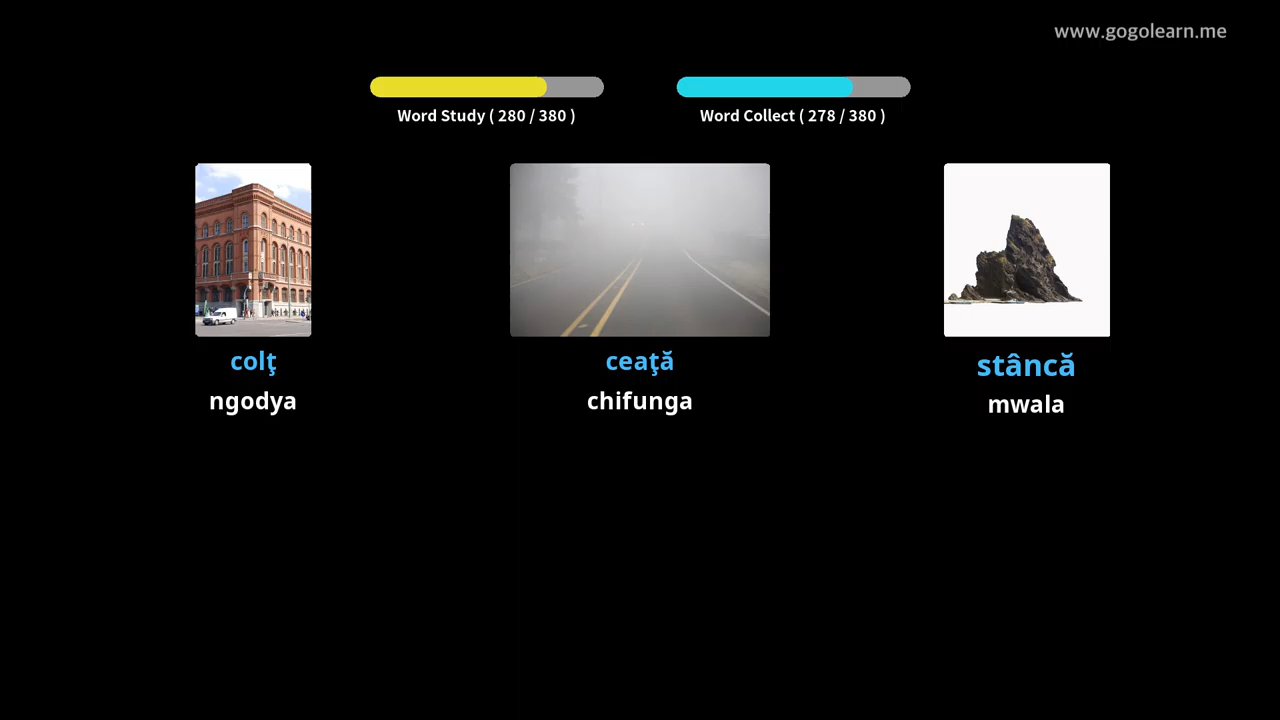 www.gogolearn.me
Word Study ( 280 / 380 )
Word Collect ( 278 / 380 )
colţ
ceaţă
stâncă
ngodya
chifunga
mwala